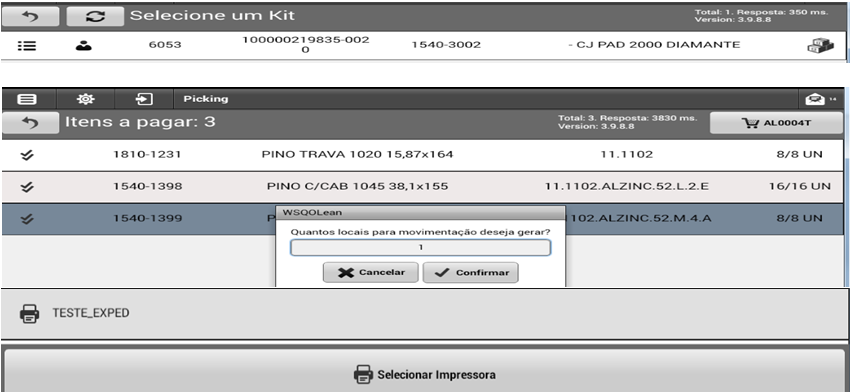 Selecione um Kit
Total: 1. Resposta: 350 ms.
Version: 3.9.8.8
6053 100000219835-002 1540-3002 - CJ PAD 2000 DIAMANTE
0
Picking 14
Itens a pagar: 3
Total: 3. Resposta: 3830 ms.
Version: 3.9.8.8
AL0004T
1810-1231 PINO TRAVA 1020 15,87x164 11.1102 8/8 UN
1540-1398 PINO C/CAB 1045 38,1x155 11.1102.ALZINC.52.L.2.E 16/16 UN
1540-1399 P 102.ALZINC.52.M.4.A 8/8 UN
WSQOLean
Quantos locais para movimentação deseja gerar?
1
Cancelar Confirmar
TESTE_EXPED
Selecionar Impressora